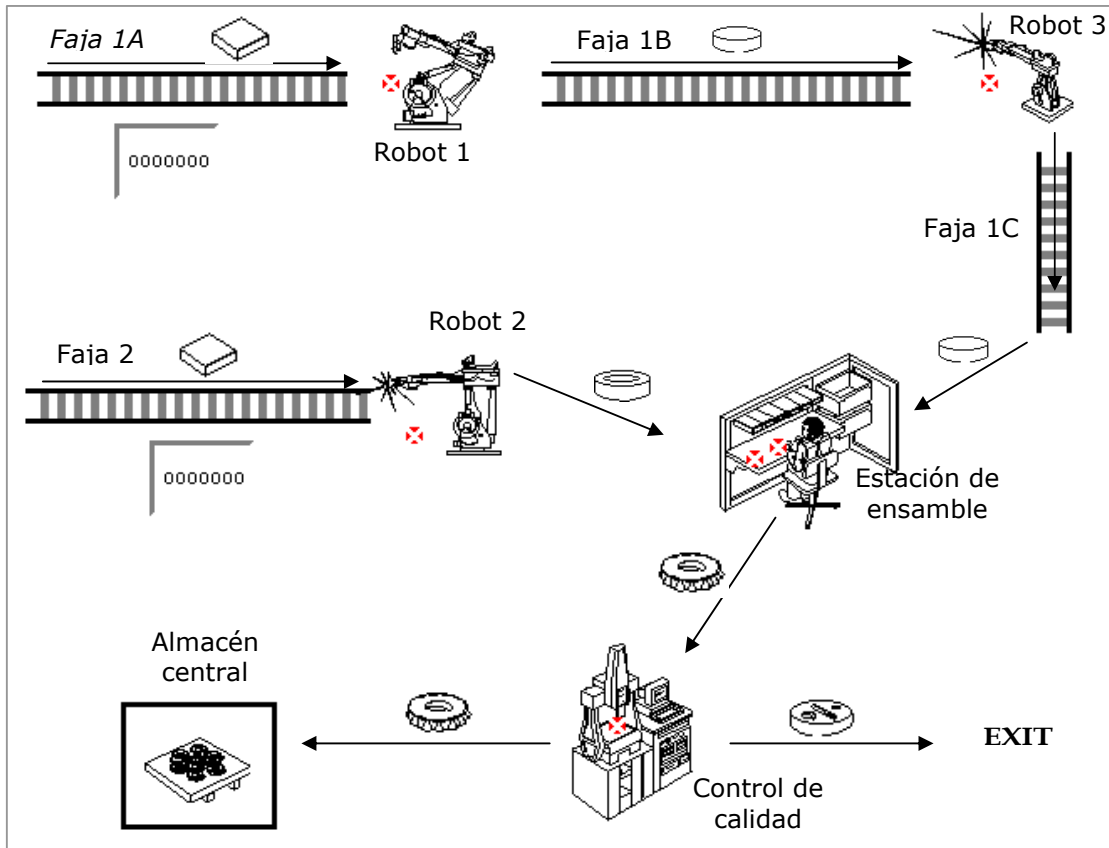 Faja 1A
Faja 1B
Robot 3
Robot 1
0000000
Faja 1C
Robot 2
Faja 2
0000000
Estación de
ensamble
Almacén
central
EXIT
Control de
calidad